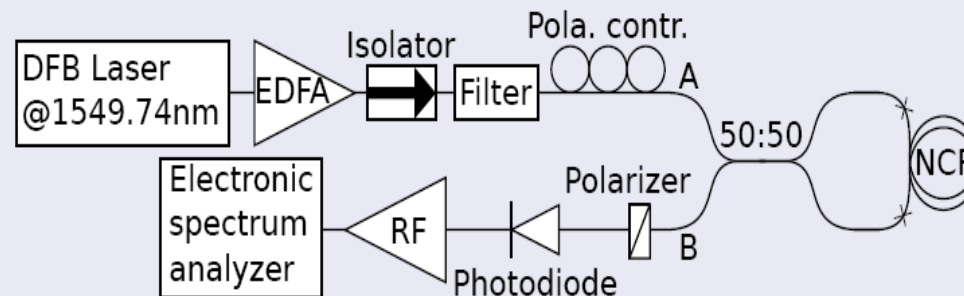 DFB Laser
@1549.74nm
EDFA
Isolator
Filter
Pola. contr.
A
50:50
Electronic
spectrum
analyzer
RF
Photodiode
Polarizer
B